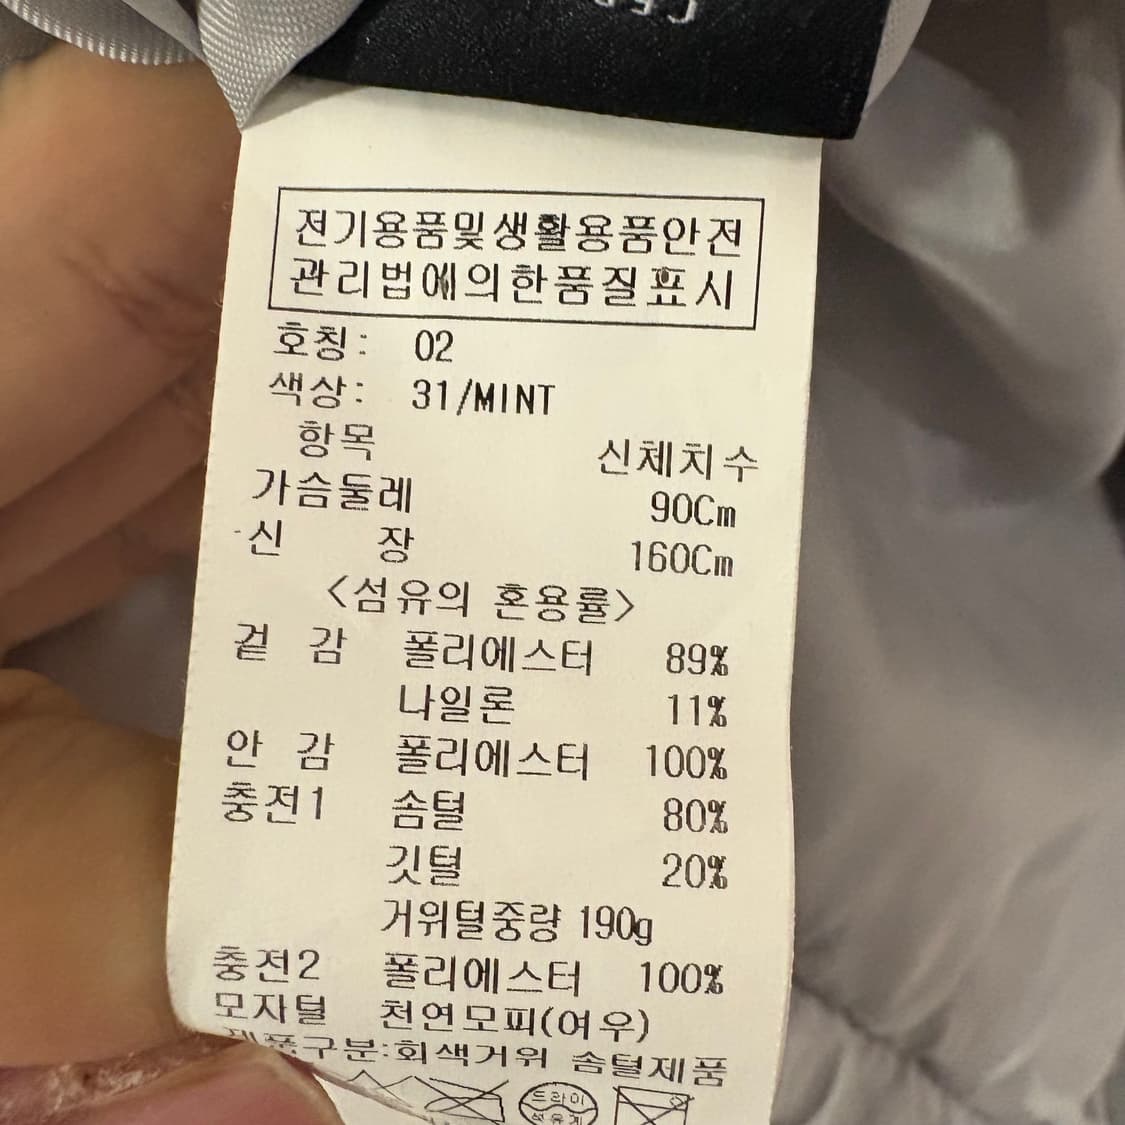 전기용품및생활용품안전
관리법에의한품질표시
호칭: 02
색상: 31/MINT
항목 신체치수
가슴둘레 90Cm
신 장 160Cm
<섬유의 혼용률>
겉 감 폴리에스터 89%
나일론 11%
안 감 폴리에스터 100%
충전1 솜털 80%
깃털 20%
거위털중량 190g
충전2 폴리에스터 100%
모자털 천연모피(여우)
제품구분:회색거위 솜털제품
드라이